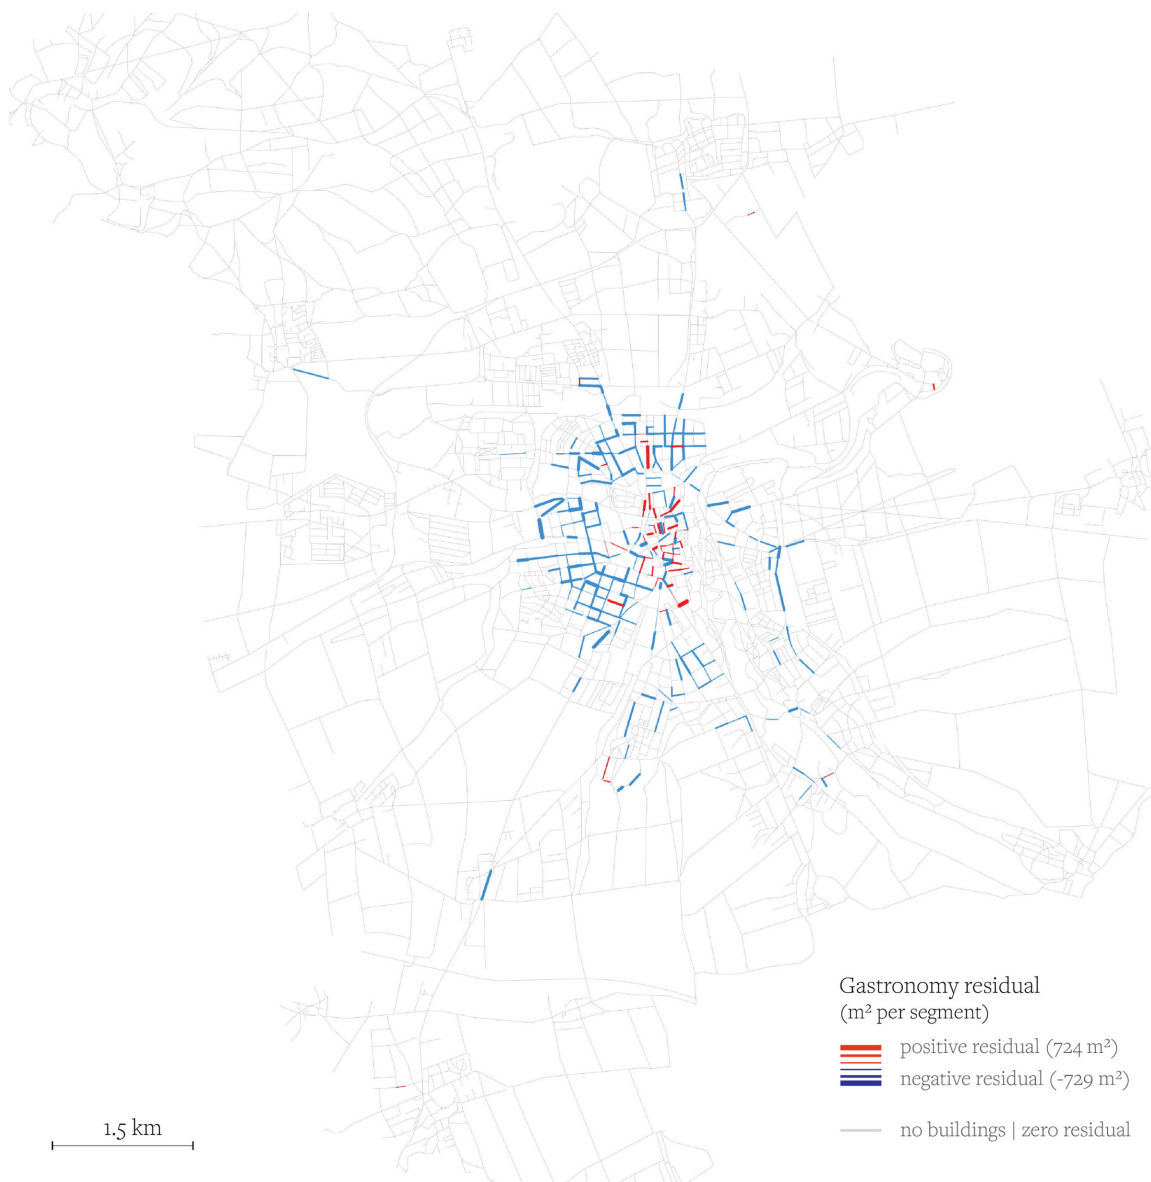 Gastronomy residual
(m² per segment)
positive residual (724 m²)
negative residual (-729 m²)
no buildings | zero residual
1.5 km